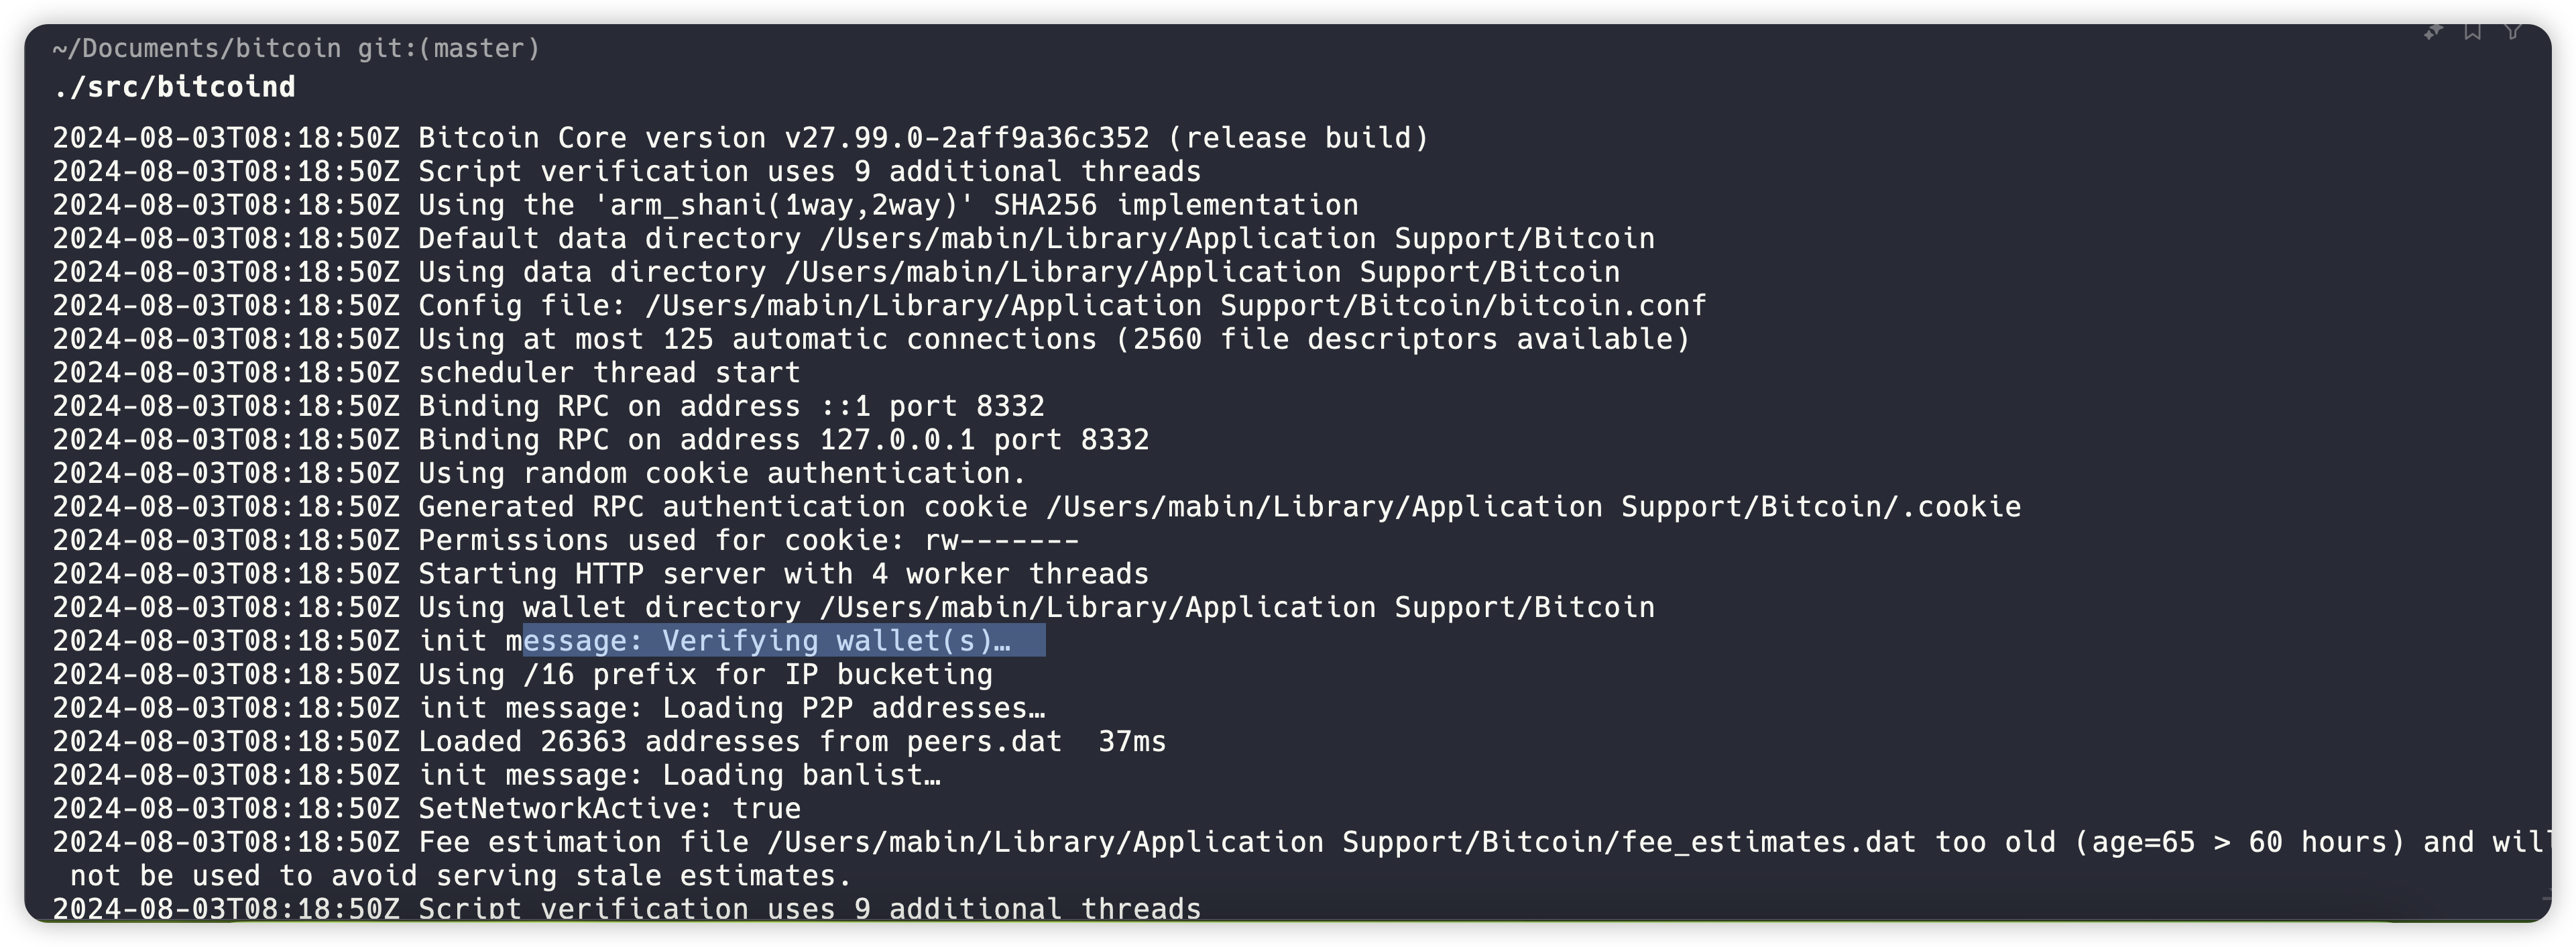 ~/Documents/bitcoin git:(master)
./src/bitcoind
2024-08-03T08:18:50Z Bitcoin Core version v27.99.0-2aff9a36c352 (release build)
2024-08-03T08:18:50Z Script verification uses 9 additional threads
2024-08-03T08:18:50Z Using the 'arm_shani(1way,2way)' SHA256 implementation
2024-08-03T08:18:50Z Default data directory /Users/mabin/Library/Application Support/Bitcoin
2024-08-03T08:18:50Z Using data directory /Users/mabin/Library/Application Support/Bitcoin
2024-08-03T08:18:50Z Config file: /Users/mabin/Library/Application Support/Bitcoin/bitcoin.conf
2024-08-03T08:18:50Z Using at most 125 automatic connections (2560 file descriptors available)
2024-08-03T08:18:50Z scheduler thread start
2024-08-03T08:18:50Z Binding RPC on address ::1 port 8332
2024-08-03T08:18:50Z Binding RPC on address 127.0.0.1 port 8332
2024-08-03T08:18:50Z Using random cookie authentication.
2024-08-03T08:18:50Z Generated RPC authentication cookie /Users/mabin/Library/Application Support/Bitcoin/.cookie
2024-08-03T08:18:50Z Permissions used for cookie: rw-------
2024-08-03T08:18:50Z Starting HTTP server with 4 worker threads
2024-08-03T08:18:50Z Using wallet directory /Users/mabin/Library/Application Support/Bitcoin
2024-08-03T08:18:50Z init message: Verifying wallet(s)…
2024-08-03T08:18:50Z Using /16 prefix for IP bucketing
2024-08-03T08:18:50Z init message: Loading P2P addresses…
2024-08-03T08:18:50Z Loaded 26363 addresses from peers.dat  37ms
2024-08-03T08:18:50Z init message: Loading banlist…
2024-08-03T08:18:50Z SetNetworkActive: true
2024-08-03T08:18:50Z Fee estimation file /Users/mabin/Library/Application Support/Bitcoin/fee_estimates.dat too old (age=65 > 60 hours) and will
not be used to avoid serving stale estimates.
2024-08-03T08:18:50Z Script verification uses 9 additional threads